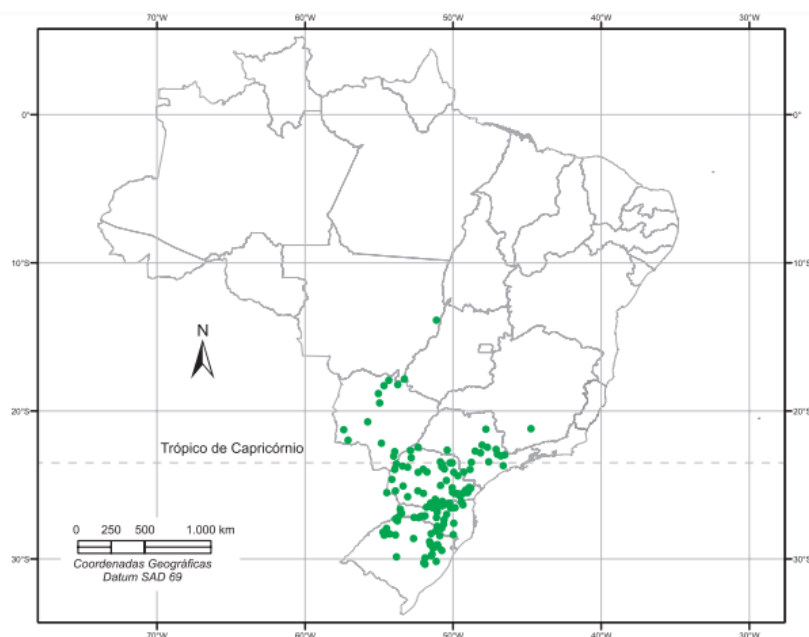 70°W 60°W 50°W 40°W 30°W
0° 0°
10°S 10°S
N
20°S 20°S
Trópico de Capricórnio
0 250 500 1.000 km
Coordenadas Geográficas
Datum SAD 69
30°S 30°S
70°W 60°W 50°W 40°W 30°W